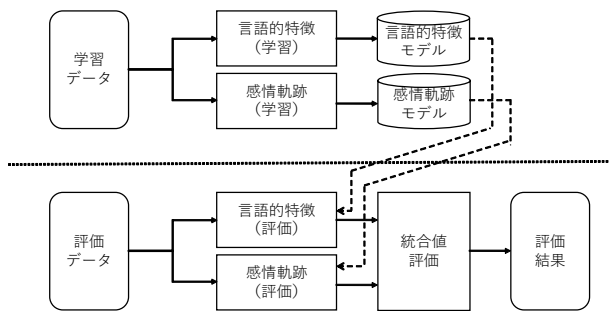 学習
データ
言語的特徴
(学習)
感情軌跡
(学習)
言語的特徴
モデル
感情軌跡
モデル
評価
データ
言語的特徴
(評価)
感情軌跡
(評価)
統合値
評価
評価
結果